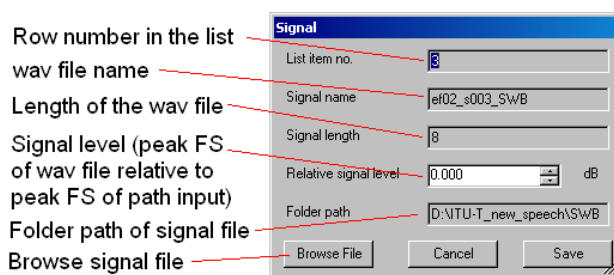 Row number in the list
wav file name
Length of the wav file
Signal level (peak FS
of wav file relative to
peak FS of path input)
Folder path of signal file
Browse signal file
Signal
List item no. 3
Signal name ef02_s003_SWB
Signal length 8
Relative signal level 0.000 dB
Folder path D:\ITU-T_new_speech\SWB
Browse File Cancel Save